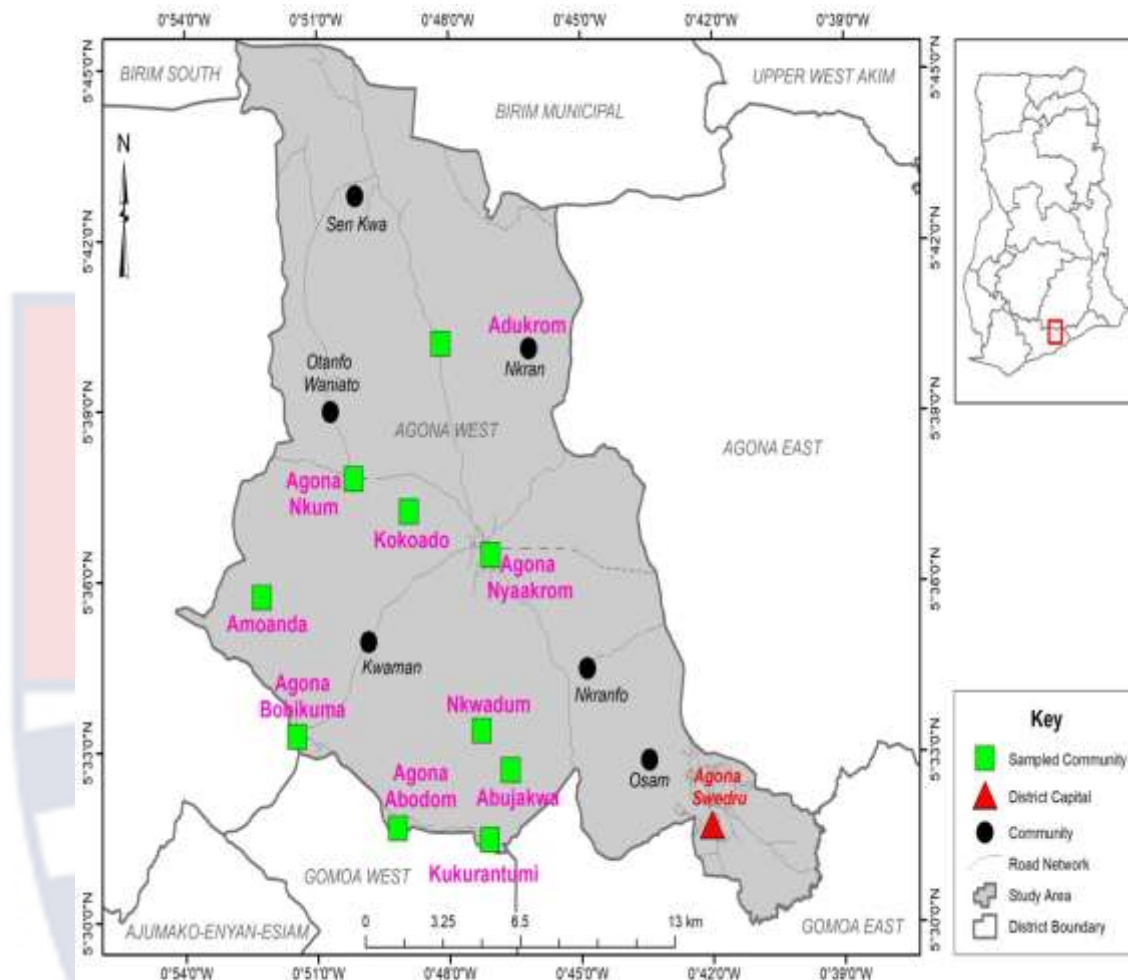 0°54'0"W 0°51'0"W 0°48'0"W 0°45'0"W 0°42'0"W 0°39'0"W
5°45'0"N
5°45'0"N
BIRIM SOUTH
UPPER WEST AKIM
BIRIM MUNICIPAL
N
Sen Kwa
5°42'0"N
5°42'0"N
Adukrom
Nkran
Otanfo
Waniato
5°39'0"N
5°39'0"N
AGONA WEST
AGONA EAST
Agona
Nkum
Kokoado
Agona
Nyaakrom
5°36'0"N
5°36'0"N
Amoanda
Kwaman
Nkranfo
Agona
Bobikuma
Nkwadum
5°33'0"N
5°33'0"N
Osam
Agona
Swedru
Agona
Abodom
Abujakwa
Kukurantumi
GOMOA WEST
0 3.25 6.5 13 km
GOMOA EAST
AJUMAKO-ENYAN-ESIAM
5°30'0"N
5°30'0"N
0°54'0"W 0°51'0"W 0°48'0"W 0°45'0"W 0°42'0"W 0°39'0"W
Key
Sampled Community
District Capital
Community
Road Network
Study Area
District Boundary